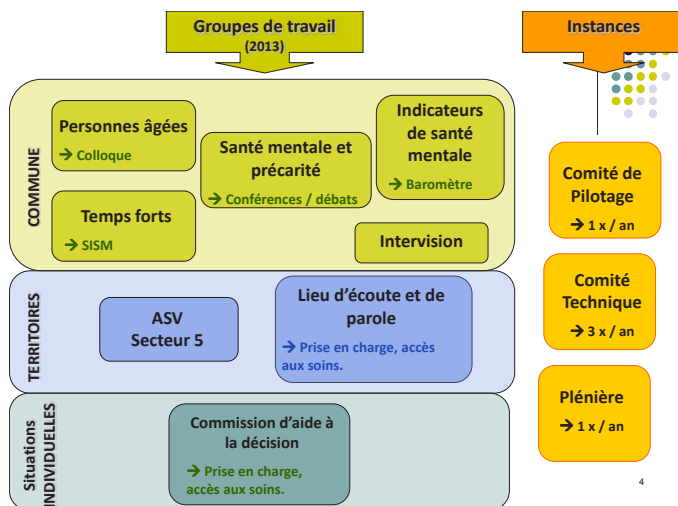 Groupes de travail
(2013)
Instances
COMMUNE
Personnes âgées
→ Colloque
Santé mentale et
précarité
→ Conférences / débats
Indicateurs
de santé
mentale
→ Baromètre
Temps forts
→ SISM
Intervision
TERRITOIRES
ASV
Secteur 5
Lieu d'écoute et de
parole
→ Prise en charge, accès
aux soins.
Situations
INDIVIDUELLES
Commission d'aide à
la décision
→ Prise en charge,
accès aux soins.
Comité de
Pilotage
→ 1 x / an
Comité
Technique
→ 3 x / an
Plénière
→ 1 x / an
4